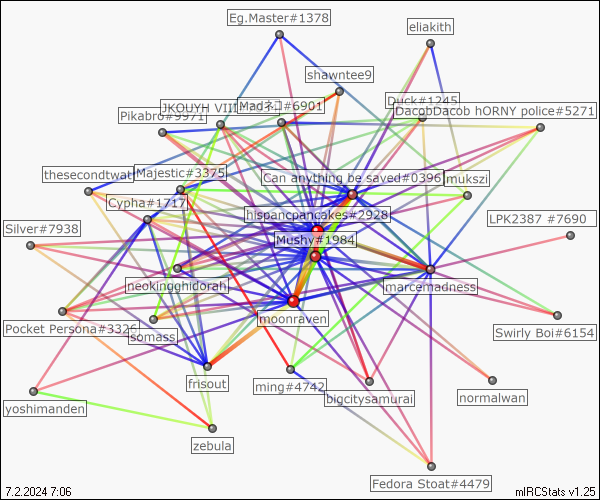 Eg.Master#1378
eliakith
shawntee9
Duck#1245
JKOUYH VIII
Madネコ#6901
DacobDacob hORNY police#5271
Pikabro#9971
thesecondtwat
Majestic#3375
Can anything be saved#0396
mukszi
Cypha#1717
hispancpancakes#2928
LPK2387 #7690
Silver#7938
Mushy#1984
neokingghidorah
marcemadness
moonraven
Pocket Persona#3326
somass
Swirly Boi#6154
frisout
ming#4742
bigcitysamurai
normalwan
yoshimanden
zebula
Fedora Stoat#4479
7.2.2024 7:06
mIRCStats v1.25